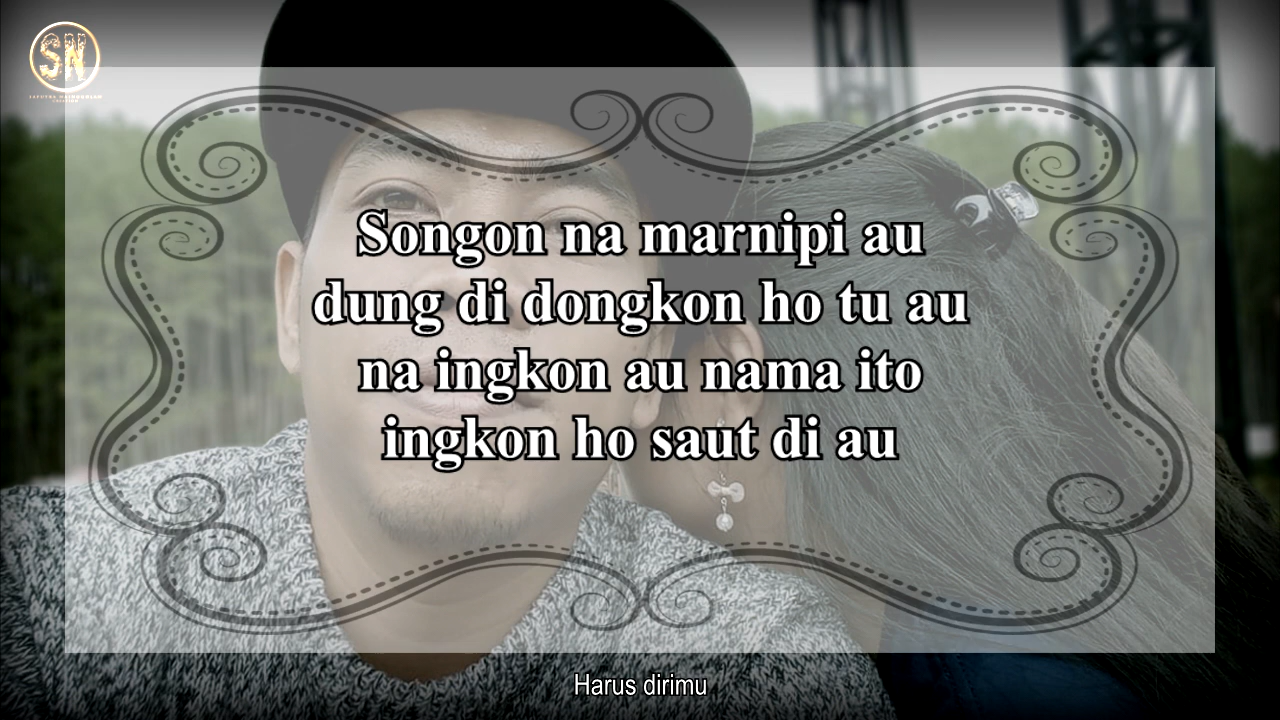 SN
Songon na marnipi au
dung di dongkon ho tu au
na ingkon au nama ito
ingkon ho saut di au
Harus dirimu